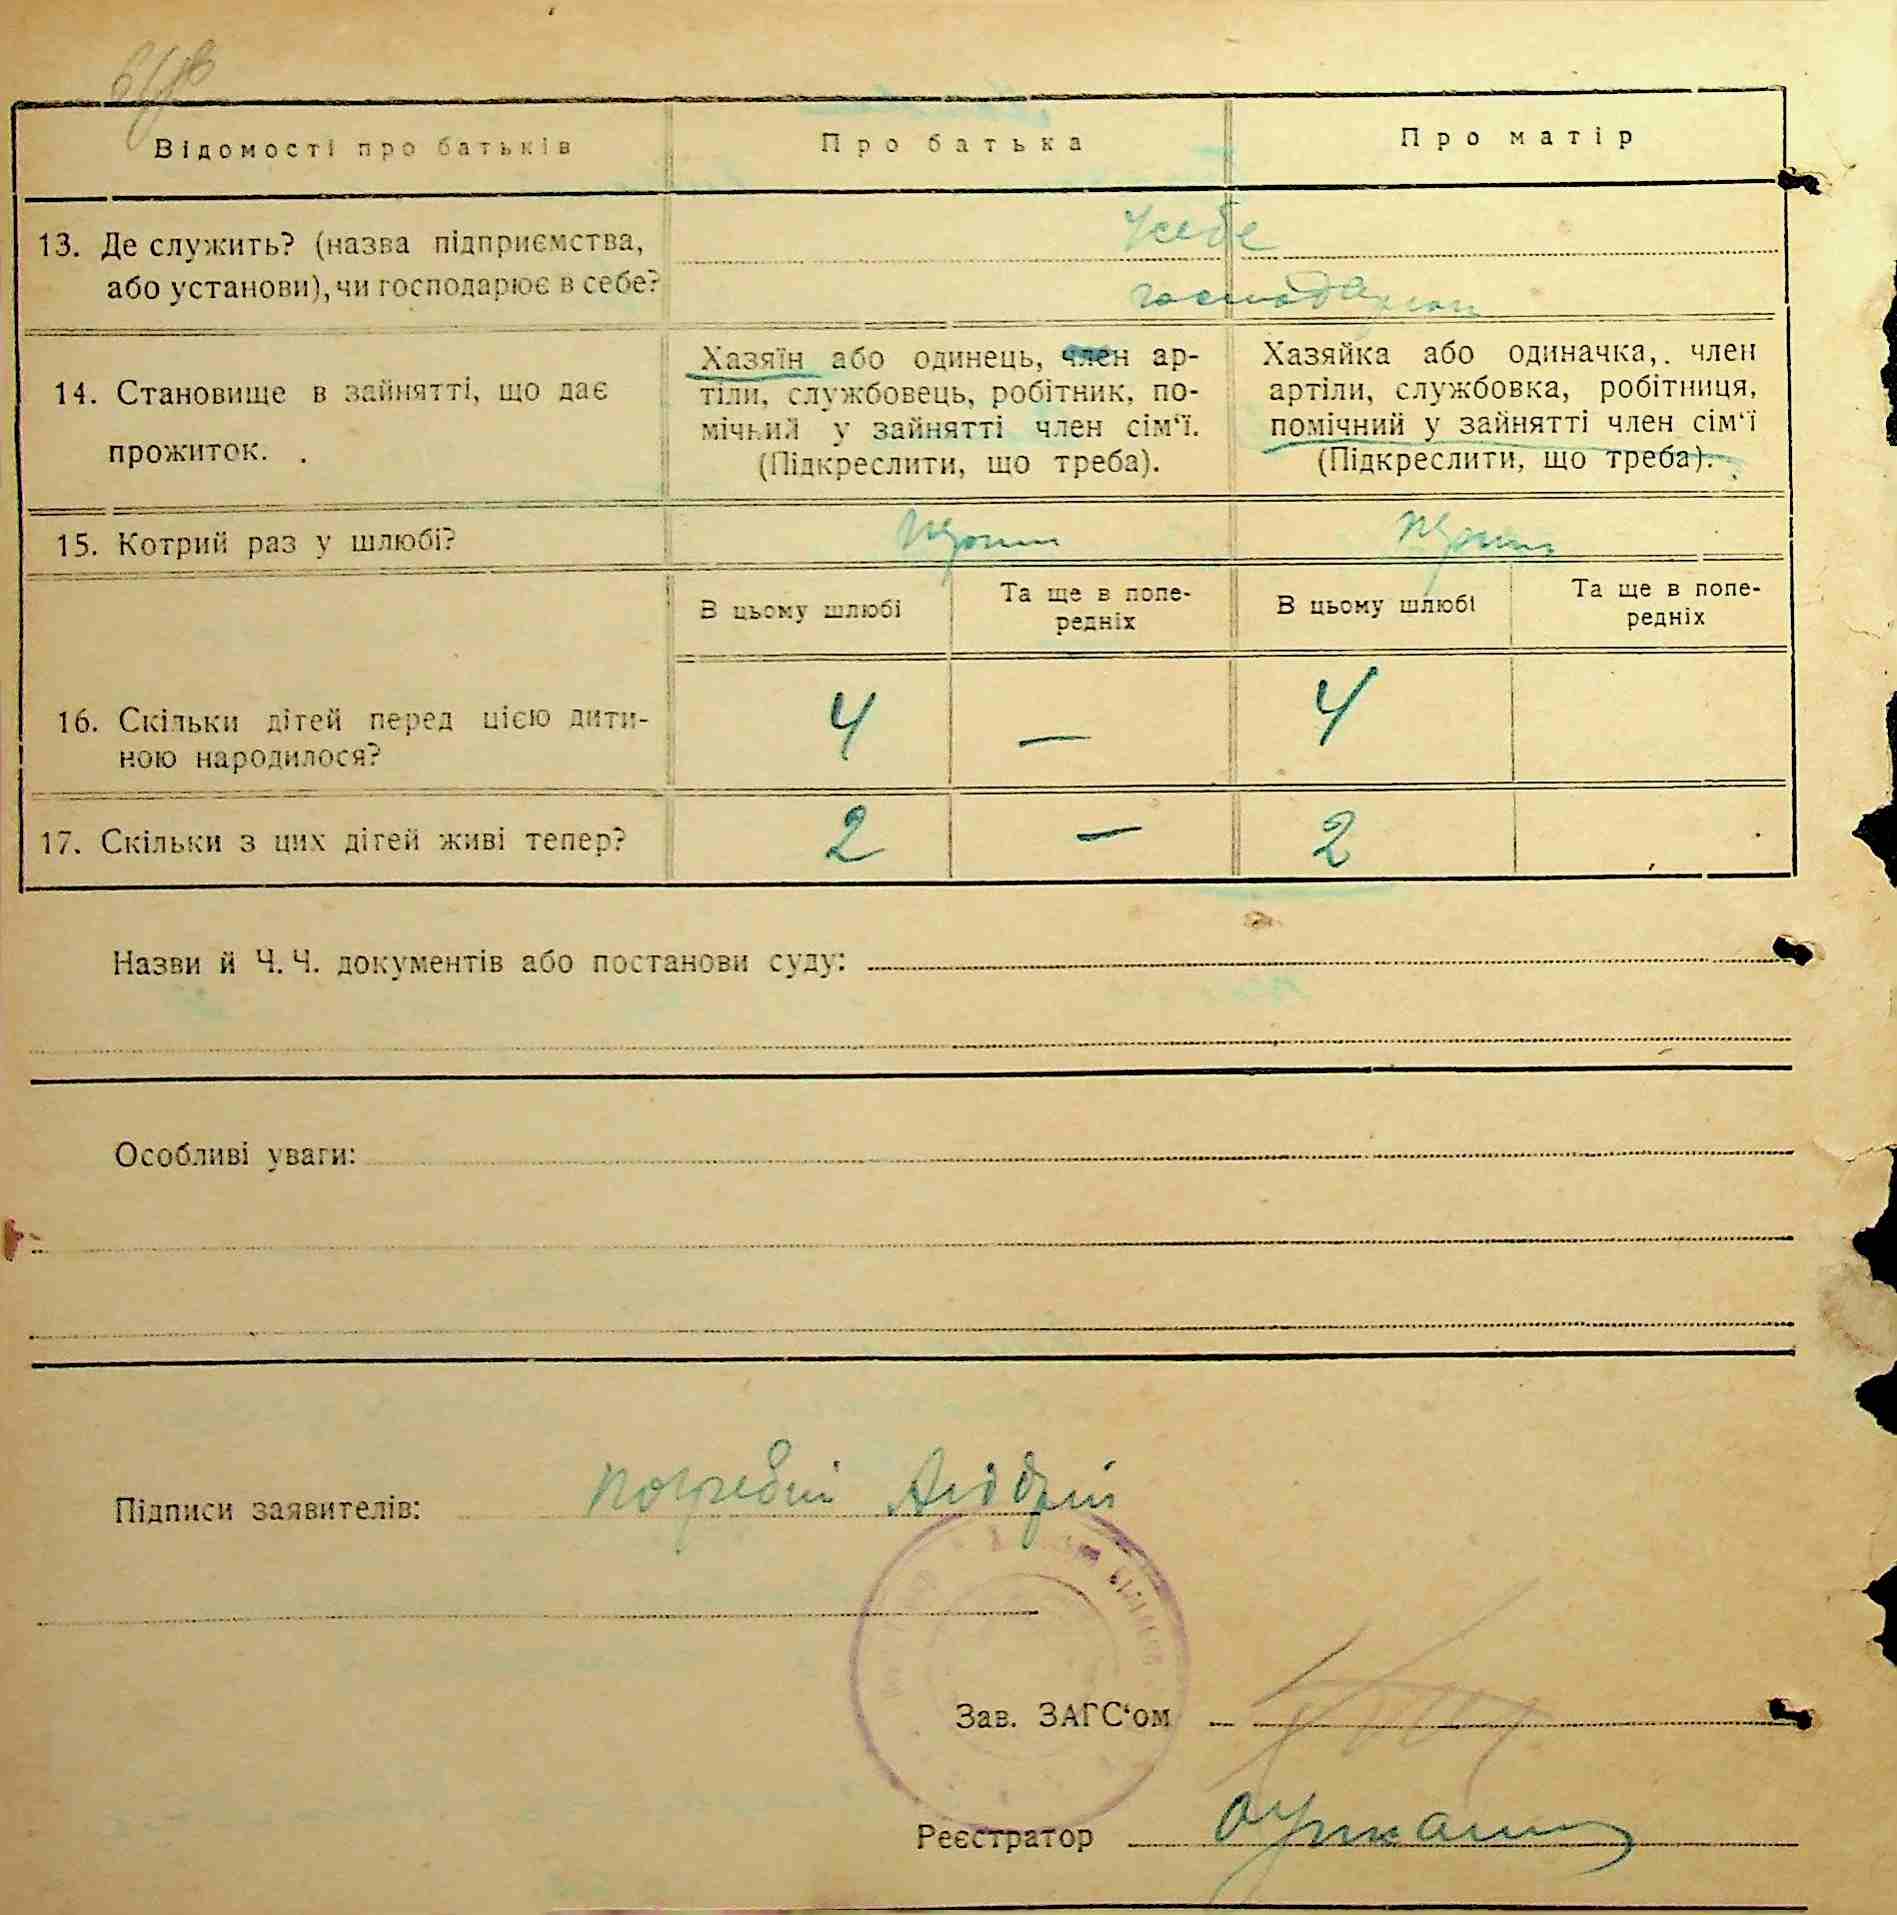 Відомості про батьків
Про батька
Про матір
13. Де служить? (назва підприємства,
або установи), чи господарює в себе?
У себе
господарюють
14. Становище в зайнятті, що дає
прожиток. .
Хазяїн або одинець, член ар-
тіли, службовець, робітник, по-
мічний у зайнятті член сім‘ї.
(Підкреслити, що треба).
Хазяйка або одиначка,. член
артіли, службовка, робітниця,
помічний у зайнятті член сім‘ї
(Підкреслити, що треба).
15. Котрий раз у шлюбі?
В цьому шлюбі
Та ще в попе-
редніх
В цьому шлюбі
Та ще в попе-
редніх
16. Скільки дітей перед цією дити-
ною народилося?
4
—
4
17. Скільки з цих дітей живі тепер?
2
—
2
Назви й Ч. Ч. документів або постанови суду:
Особливі уваги:
Підписи заявителів: Погребний Андрій
Зав. ЗАГС‘ом
Реєстратор